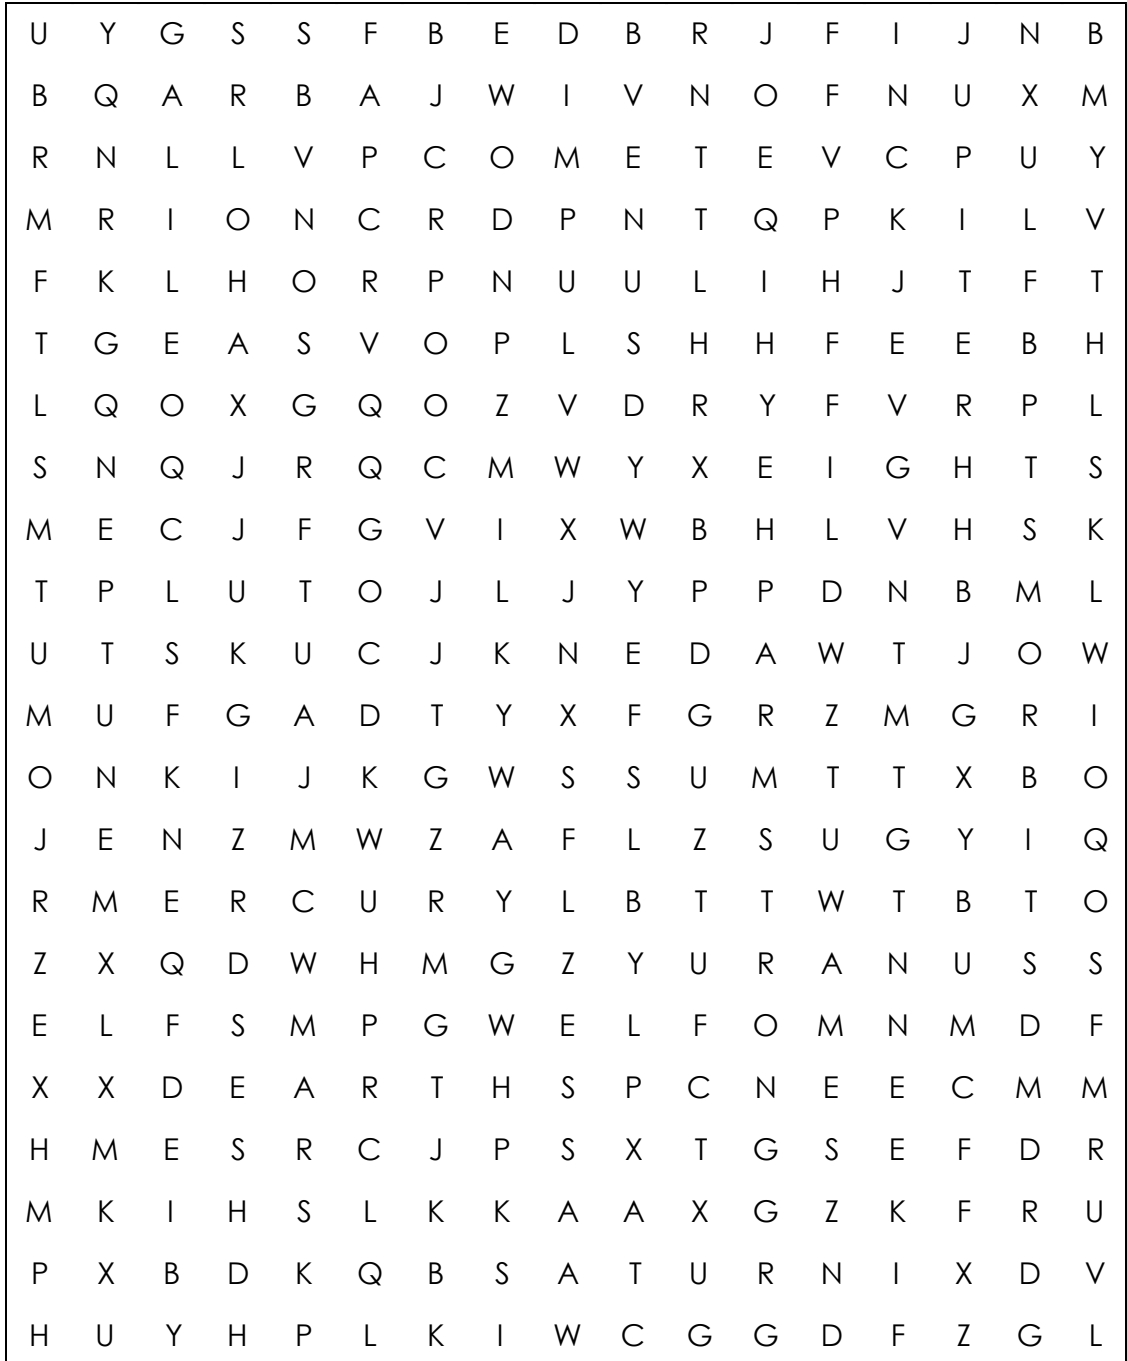 U Y G S S F B E D B R J F I J N B
B Q A R B A J W I V N O F N U X M
R N L L V P C O M E T E V C P U Y
M R I O N C R D P N T Q P K I L V
F K L H O R P N U U L I H J T F T
T G E A S V O P L S H H F E E B H
L Q O X G Q O Z V D R Y F V R P L
S N Q J R Q C M W Y X E I G H T S
M E C J F G V I X W B H L V H S K
T P L U T O J L J Y P P D N B M L
U T S K U C J K N E D A W T J O W
M U F G A D T Y X F G R Z M G R I
O N K I J K G W S S U M T T X B O
J E N Z M W Z A F L Z S U G Y I Q
R M E R C U R Y L B T T W T B T O
Z X Q D W H M G Z Y U R A N U S S
E L F S M P G W E L F O M N M D F
X X D E A R T H S P C N E E C M M
H M E S R C J P S X T G S E F D R
M K I H S L K K A A X G Z K F R U
P X B D K Q B S A T U R N I X D V
H U Y H P L K I W C G G D F Z G L